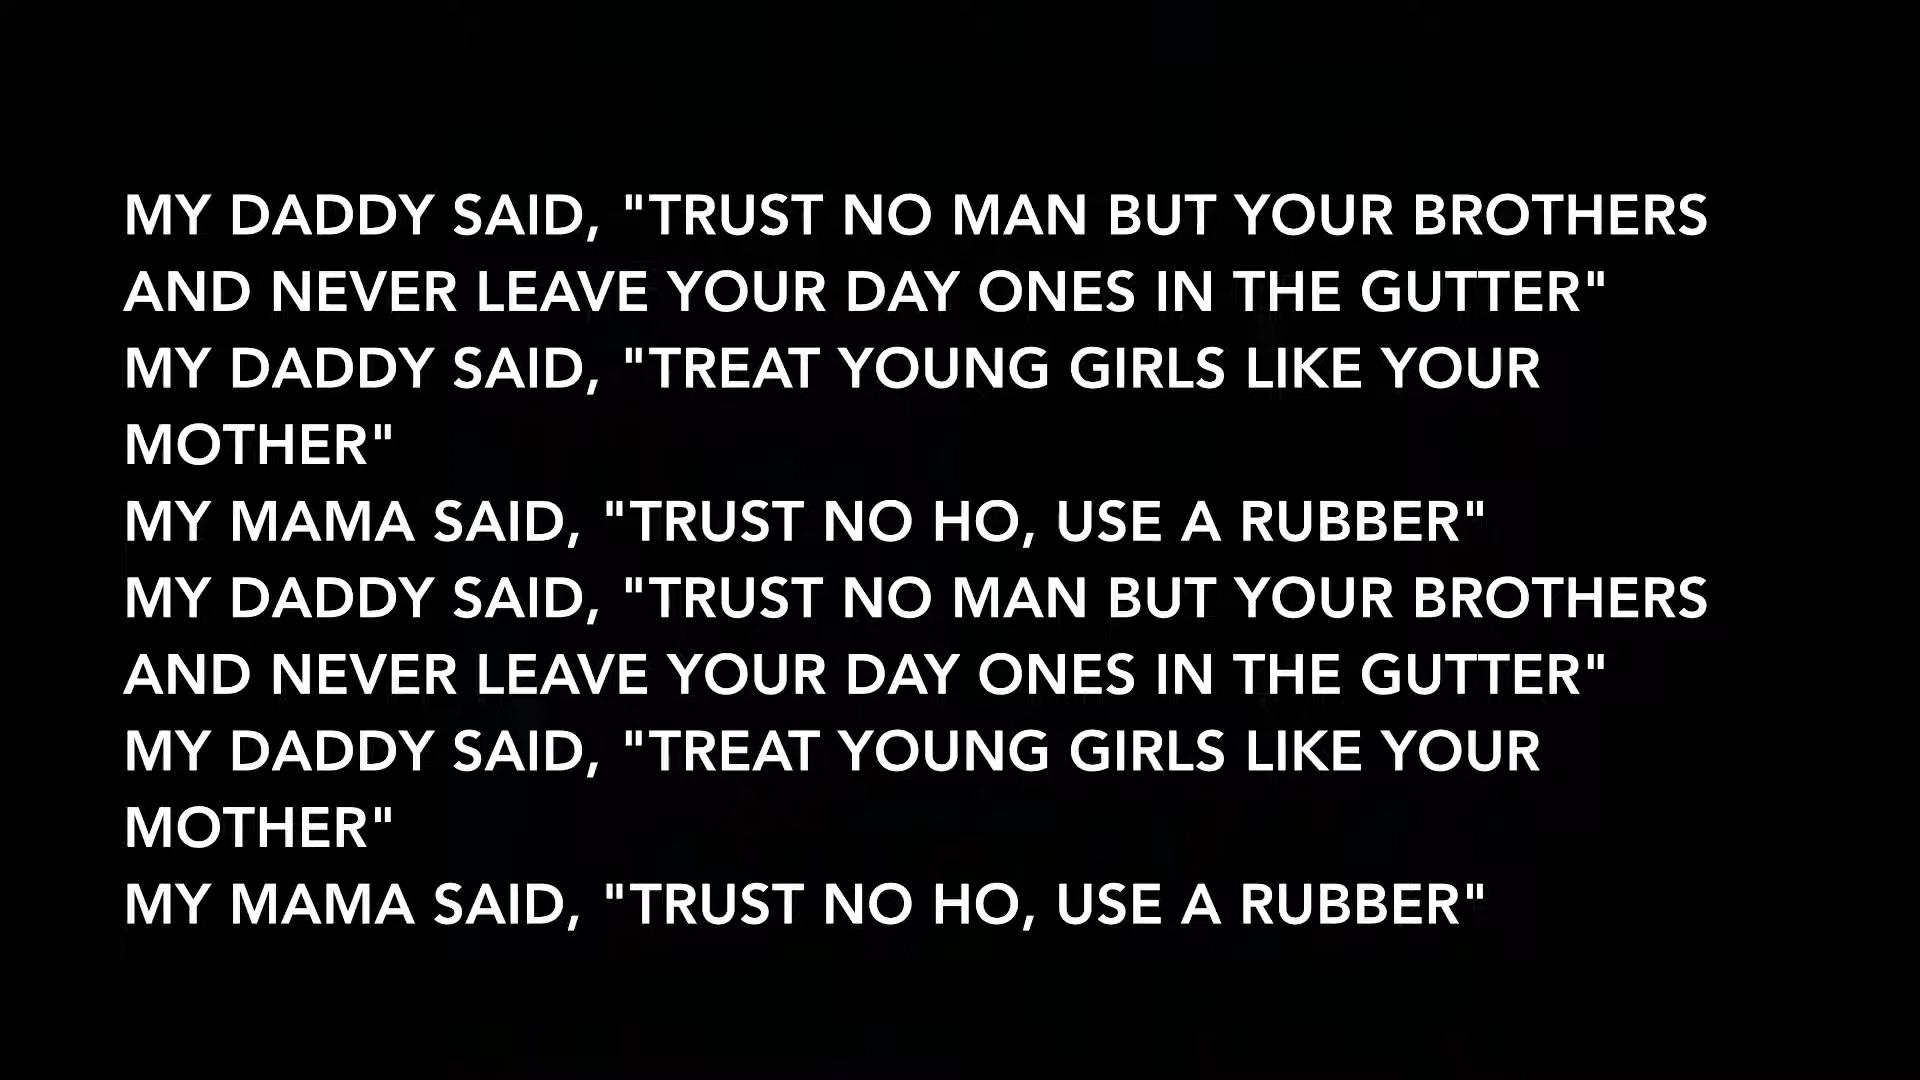 MY DADDY SAID, "TRUST NO MAN BUT YOUR BROTHERS
AND NEVER LEAVE YOUR DAY ONES IN THE GUTTER"
MY DADDY SAID, "TREAT YOUNG GIRLS LIKE YOUR
MOTHER"
MY MAMA SAID, "TRUST NO HO, USE A RUBBER"
MY DADDY SAID, "TRUST NO MAN BUT YOUR BROTHERS
AND NEVER LEAVE YOUR DAY ONES IN THE GUTTER"
MY DADDY SAID, "TREAT YOUNG GIRLS LIKE YOUR
MOTHER"
MY MAMA SAID, "TRUST NO HO, USE A RUBBER"